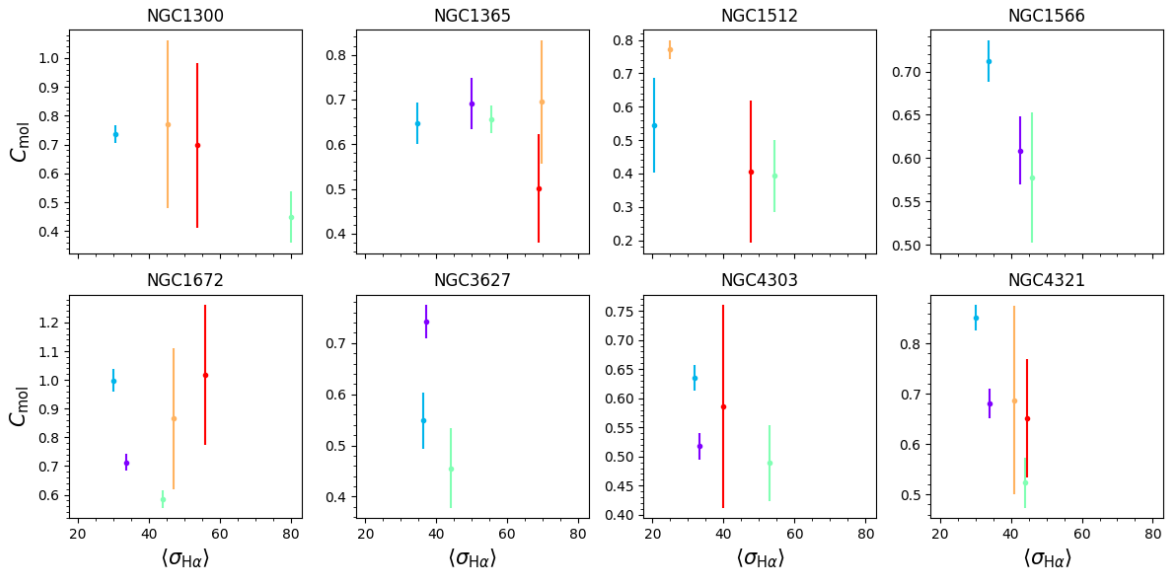 NGC1300 NGC1365 NGC1512 NGC1566
C_mol
1.0 0.9 0.8 0.7 0.6 0.5 0.4
0.8 0.7 0.6 0.5 0.4
0.8 0.7 0.6 0.5 0.4 0.3 0.2
0.70 0.65 0.60 0.55 0.50
NGC1672 NGC3627 NGC4303 NGC4321
C_mol
1.2 1.1 1.0 0.9 0.8 0.7 0.6
0.7 0.6 0.5 0.4
0.75 0.70 0.65 0.60 0.55 0.50 0.45 0.40
0.8 0.7 0.6 0.5
20 40 60 80 20 40 60 80 20 40 60 80 20 40 60 80
⟨σ_Hα⟩ ⟨σ_Hα⟩ ⟨σ_Hα⟩ ⟨σ_Hα⟩